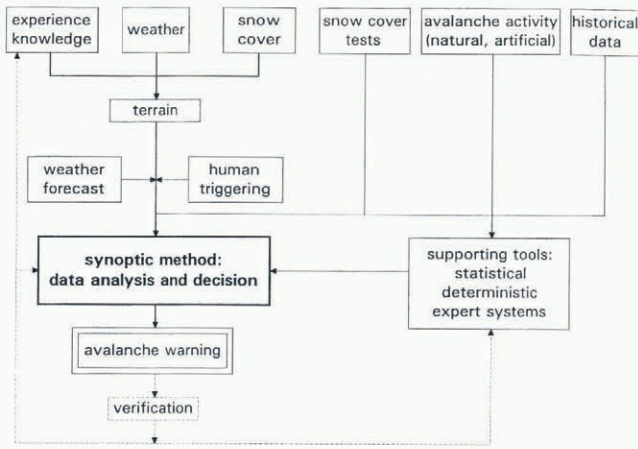 experience
knowledge
weather
snow
cover
snow cover
tests
avalanche activity
(natural, artificial)
historical
data
terrain
weather
forecast
human
triggering
synoptic method:
data analysis and decision
supporting tools:
statistical
deterministic
expert systems
avalanche warning
verification